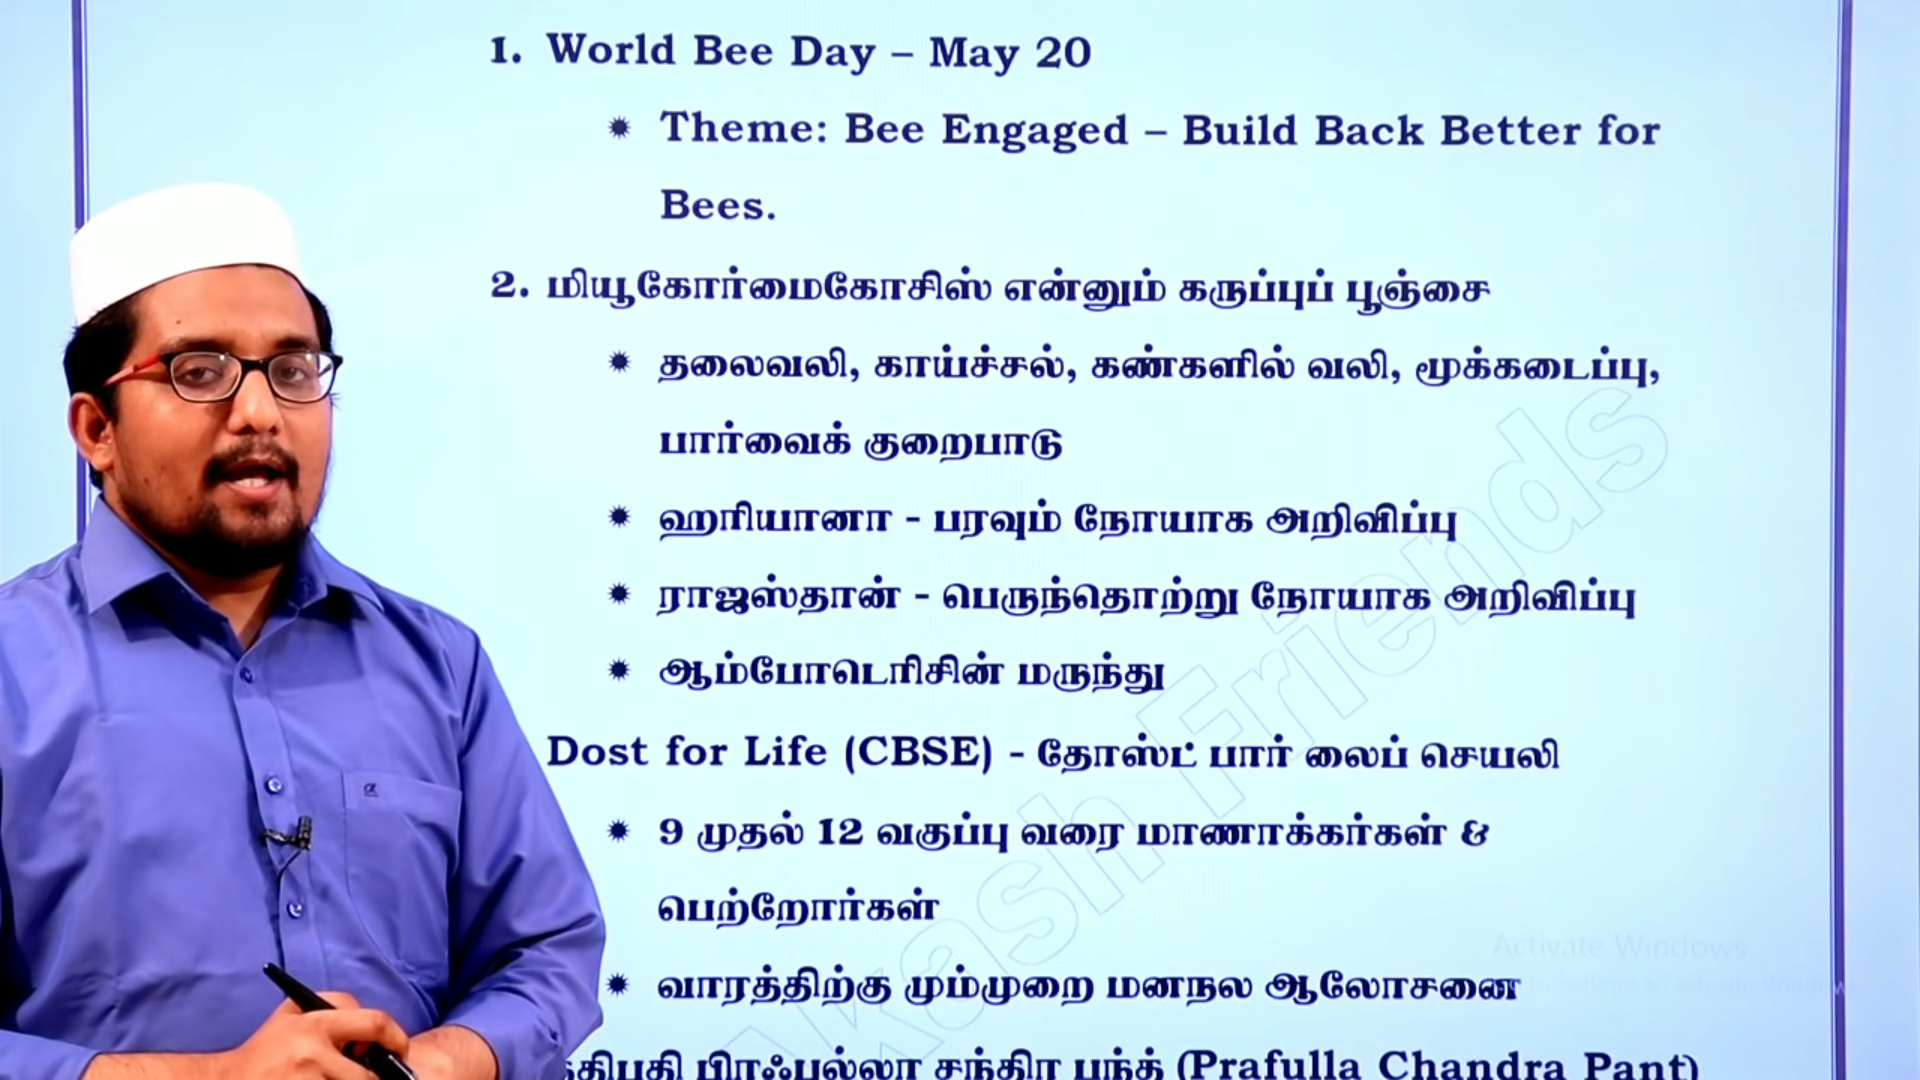 1. World Bee Day – May 20
✷ Theme: Bee Engaged – Build Back Better for
Bees.
2. மியூகோர்மைகோசிஸ் என்னும் கருப்புப் பூஞ்சை
✷ தலைவலி, காய்ச்சல், கண்களில் வலி, மூக்கடைப்பு,
பார்வைக் குறைபாடு
✷ ஹரியானா - பரவும் நோயாக அறிவிப்பு
✷ ராஜஸ்தான் - பெருந்தொற்று நோயாக அறிவிப்பு
✷ ஆம்போடெரிசின் மருந்து
Dost for Life (CBSE) - தோஸ்ட் பார் லைப் செயலி
✷ 9 முதல் 12 வகுப்பு வரை மாணாக்கர்கள் &
பெற்றோர்கள்
✷ வாரத்திற்கு மும்முறை மனநல ஆலோசனை
பிரஃபுல்லா சந்திர பந்த் (Prafulla Chandra Pant)
Akash Friends
Activate Windows